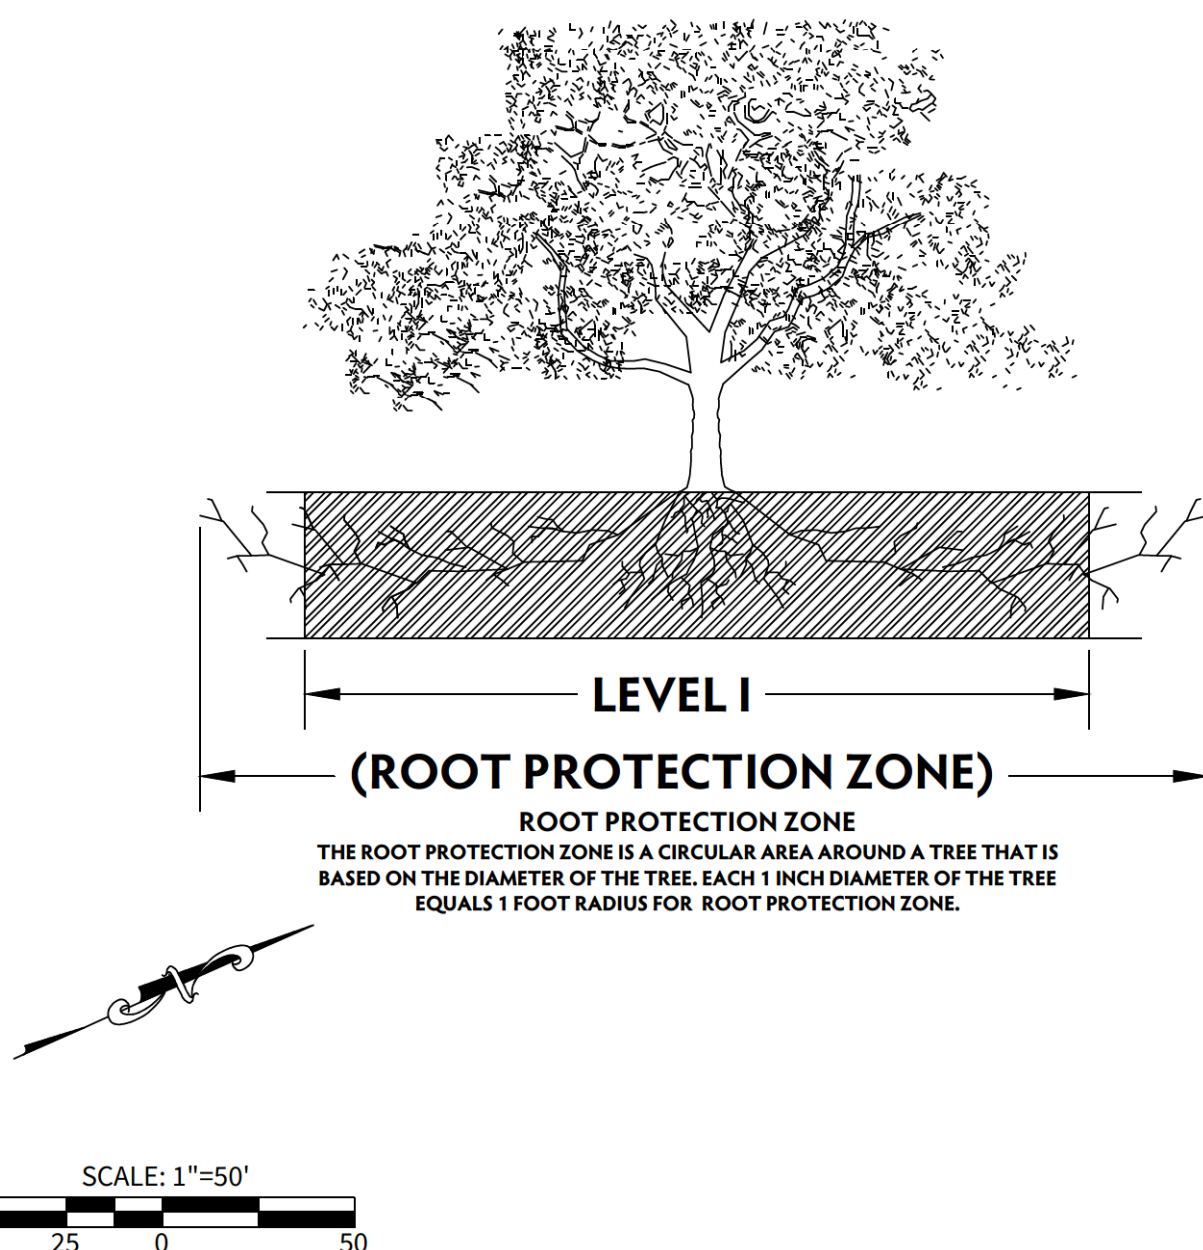 LEVEL I
(ROOT PROTECTION ZONE)
ROOT PROTECTION ZONE
THE ROOT PROTECTION ZONE IS A CIRCULAR AREA AROUND A TREE THAT IS
BASED ON THE DIAMETER OF THE TREE. EACH 1 INCH DIAMETER OF THE TREE
EQUALS 1 FOOT RADIUS FOR ROOT PROTECTION ZONE.
N
SCALE: 1"=50'
25 0 50